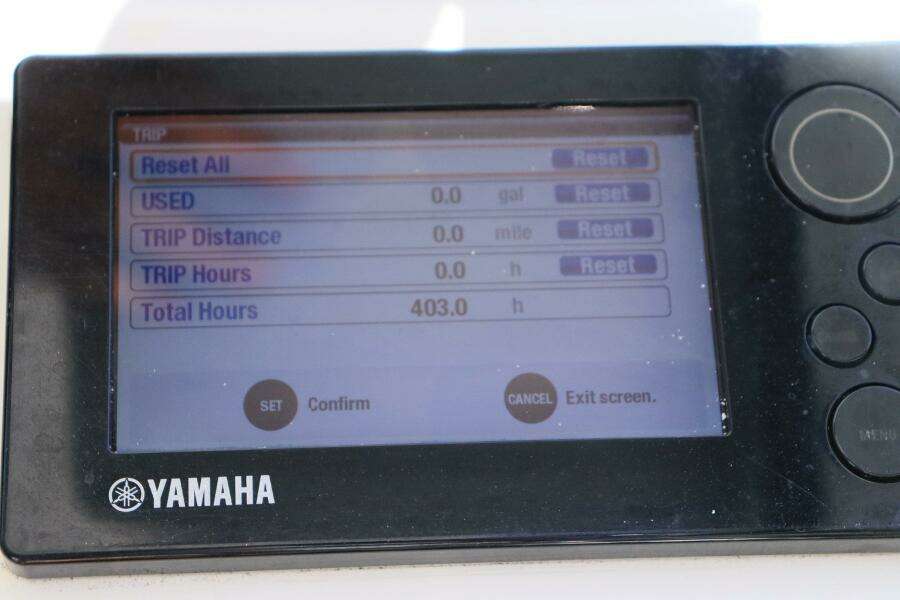 TRIP
Reset All Reset
USED 0.0 gal Reset
TRIP Distance 0.0 mile Reset
TRIP Hours 0.0 h Reset
Total Hours 403.0 h
SET Confirm CANCEL Exit screen.
MENU
YAMAHA